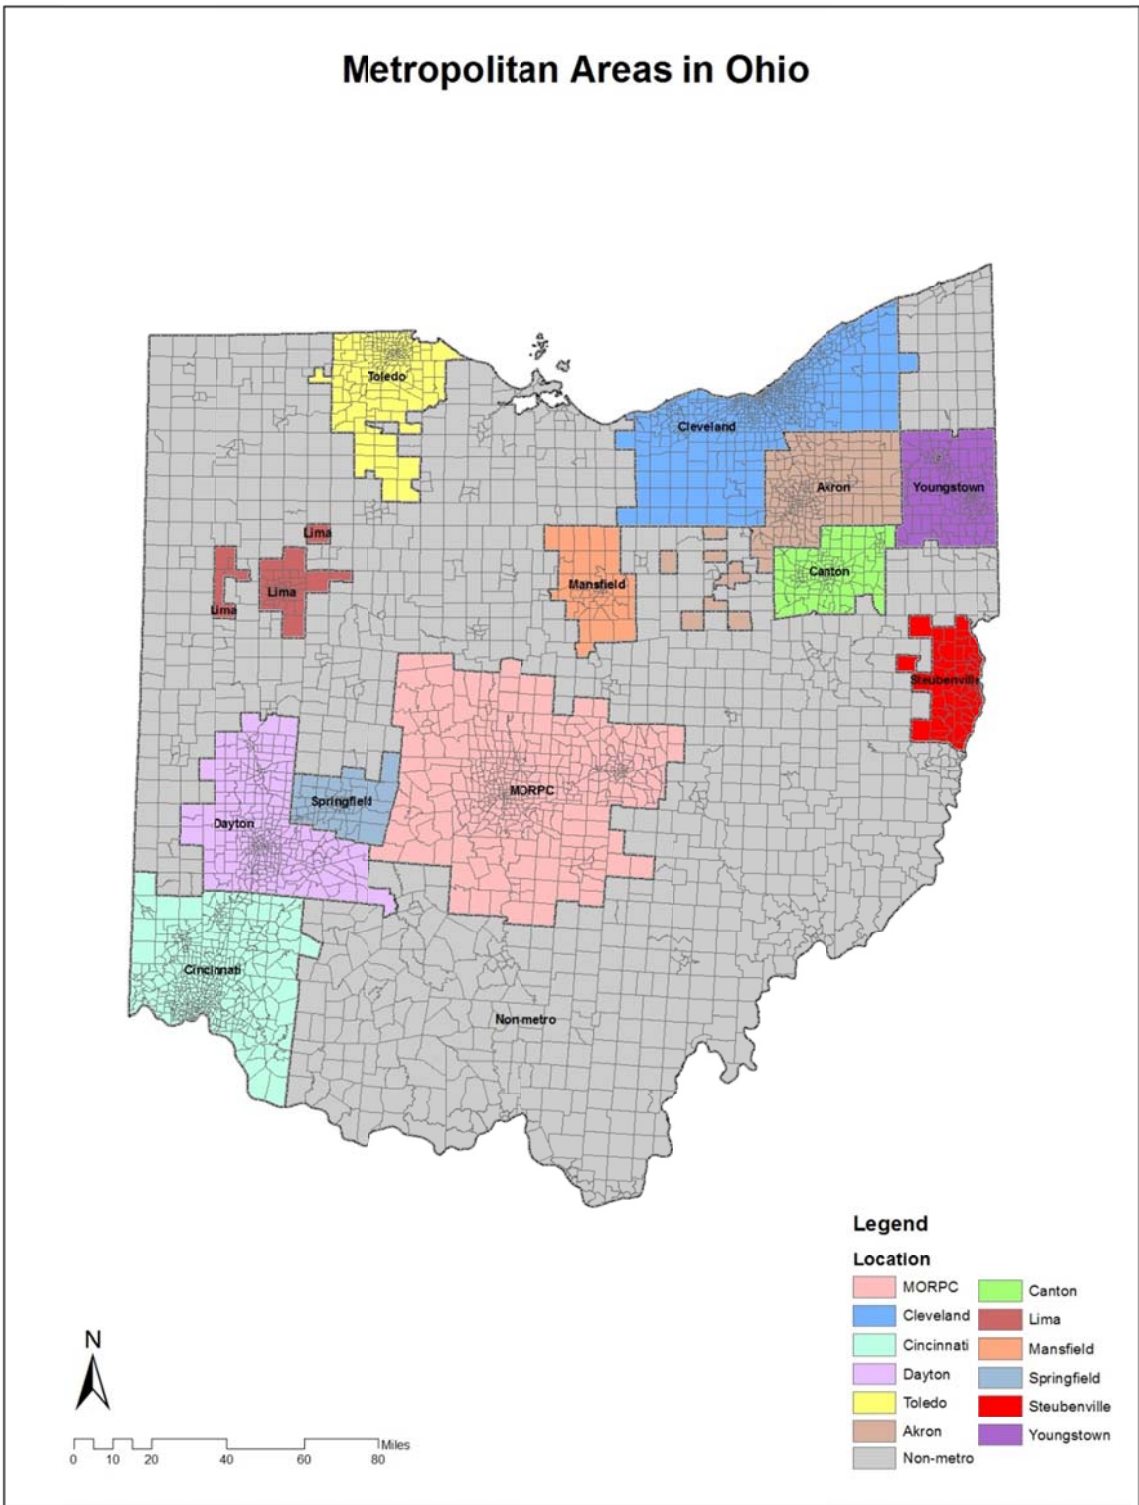 Metropolitan Areas in Ohio
Toledo
Cleveland
Akron
Youngstown
Lima
Canton
Mansfield
Lima
Lima
Steubenville
MORPC
Springfield
Dayton
Cincinnati
Non-metro
Legend
Location
MORPC
Cleveland
Cincinnati
Dayton
Toledo
Akron
Non-metro
Canton
Lima
Mansfield
Springfield
Steubenville
Youngstown
N
Miles
0 10 20 40 60 80